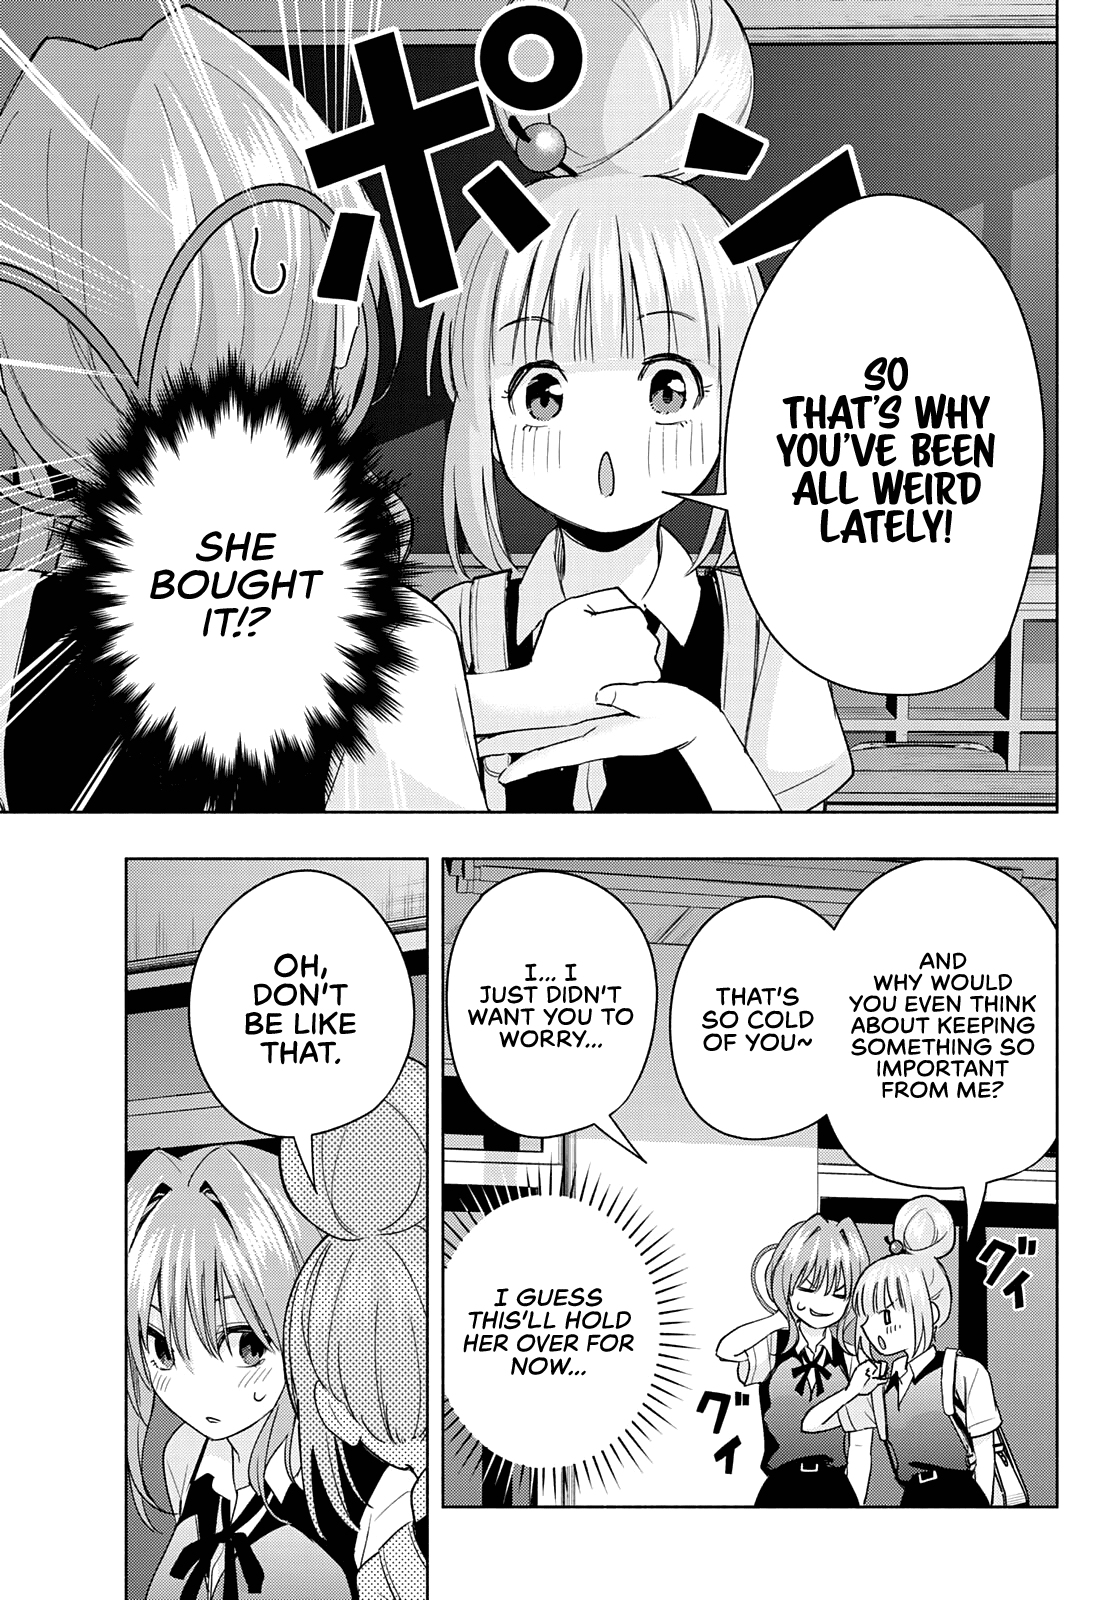 ポン
SO
THAT'S WHY
YOU'VE BEEN
ALL WEIRD
LATELY!
SHE
BOUGHT
IT!?
AND
WHY WOULD
YOU EVEN THINK
ABOUT KEEPING
SOMETHING SO
IMPORTANT
FROM ME?
THAT'S
SO COLD
OF YOU~
I... I
JUST DIDN'T
WANT YOU TO
WORRY...
グイ
グイ
I GUESS
THIS'LL HOLD
HER OVER FOR
NOW...
OH,
DON'T
BE LIKE
THAT.